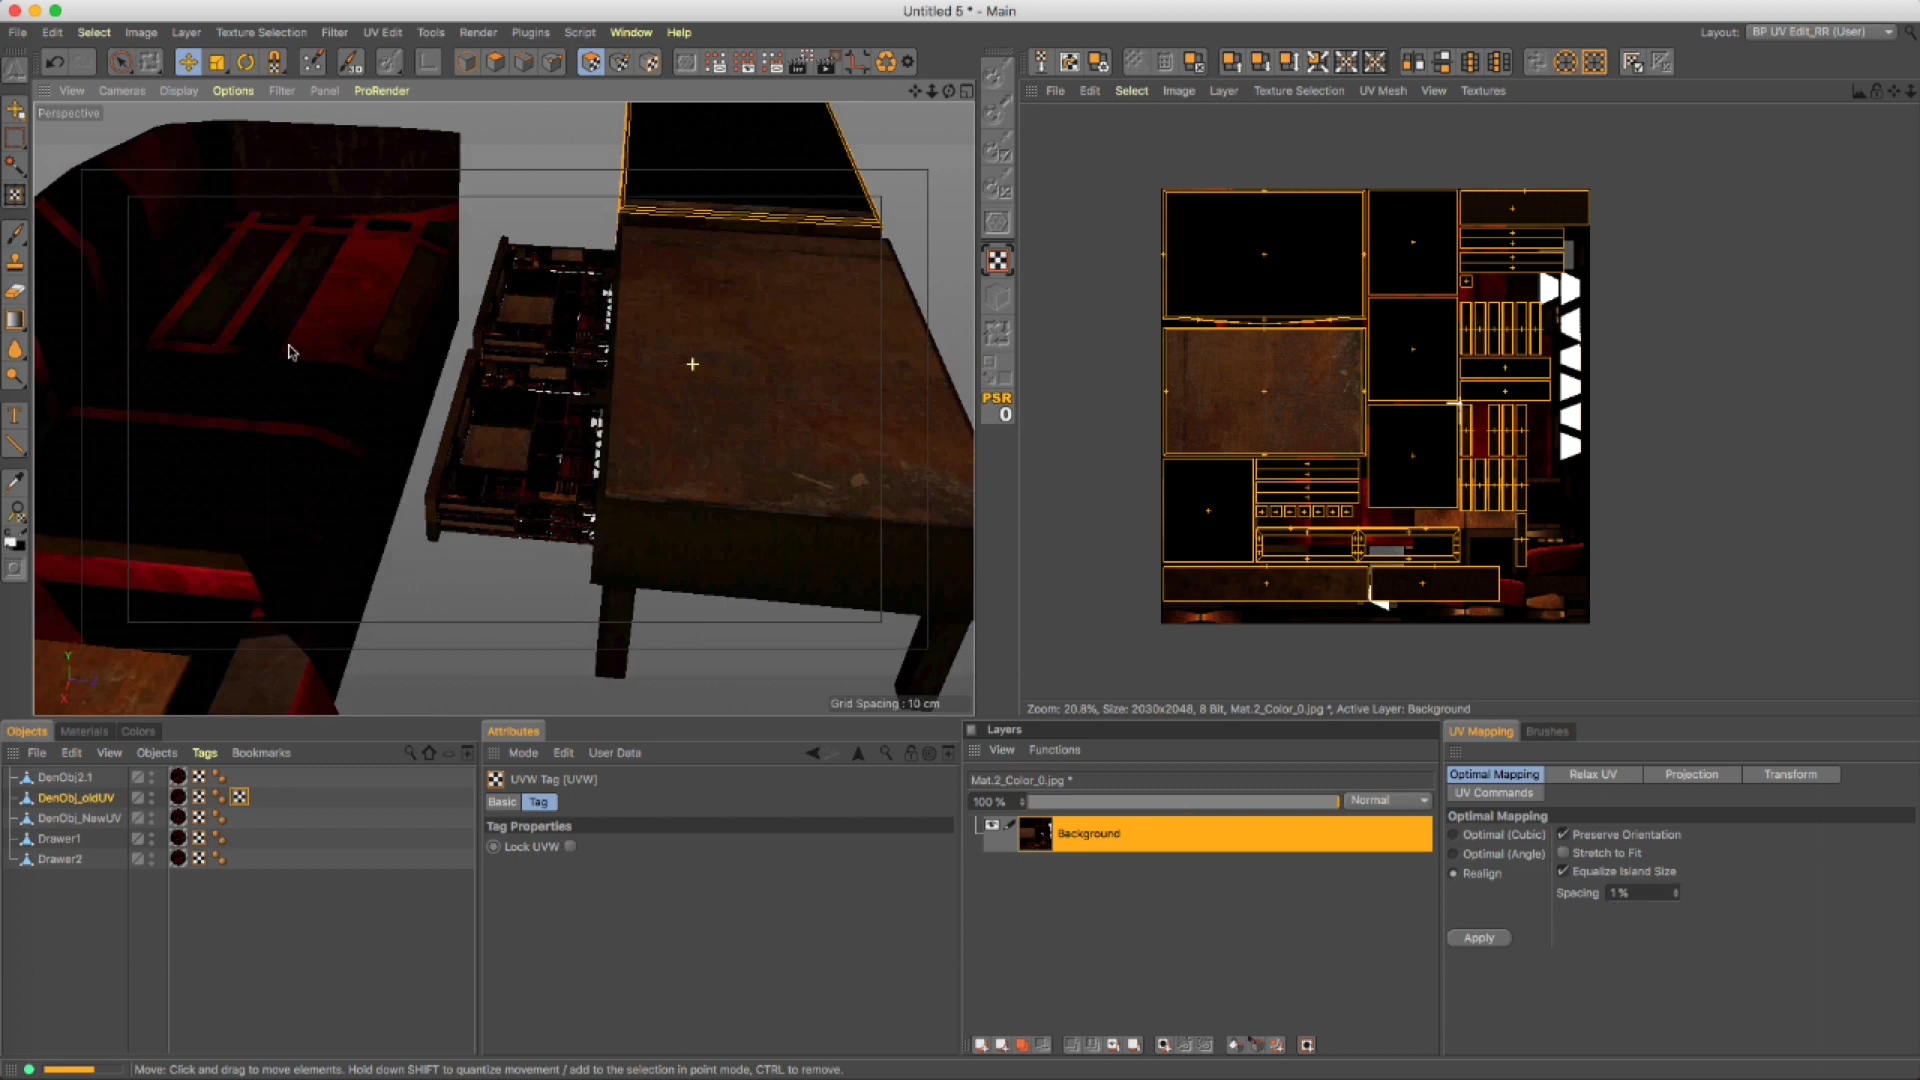 Untitled 5 * - Main
File Edit Select Image Layer Texture Selection Filter UV Edit Tools Render Plugins Script Window Help
Layout: BP UV Edit_RR (User)
View Cameras Display Options Filter Panel ProRender
File Edit Select Image Layer Texture Selection UV Mesh View Textures
Perspective
PSR
0
Y
X
Grid Spacing : 10 cm
Zoom: 20.8%, Size: 2030x2048, 8 Bit, Mat.2_Color_0.jpg *, Active Layer: Background
Objects Materials Colors
File Edit View Objects Tags Bookmarks
DenObj2.1
DenObj_oldUV
DenObj_NewUV
Drawer1
Drawer2
Attributes
Mode Edit User Data
UVW Tag [UVW]
Basic Tag
Tag Properties
Lock UVW
Layers
View Functions
Mat.2_Color_0.jpg *
100 % Normal
Background
UV Mapping Brushes
Optimal Mapping Relax UV Projection Transform
UV Commands
Optimal Mapping
Optimal (Cubic) Preserve Orientation
Optimal (Angle) Stretch to Fit
Realign Equalize Island Size
Spacing 1 %
Apply
Move: Click and drag to move elements. Hold down SHIFT to quantize movement / add to the selection in point mode, CTRL to remove.